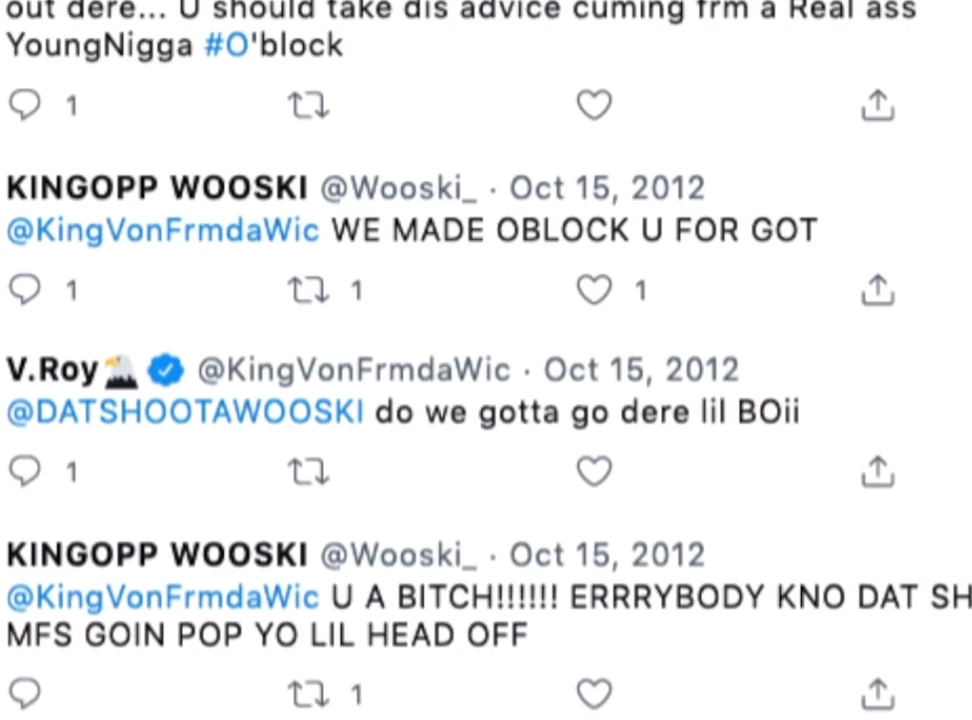 out dere... U should take dis advice cuming frm a Real ass
YoungNigga #O'block
1
KINGOPP WOOSKI @Wooski_ · Oct 15, 2012
@KingVonFrmdaWic WE MADE OBLOCK U FOR GOT
1 1 1
V.Roy @KingVonFrmdaWic · Oct 15, 2012
@DATSHOOTAWOOSKI do we gotta go dere lil BOii
1
KINGOPP WOOSKI @Wooski_ · Oct 15, 2012
@KingVonFrmdaWic U A BITCH!!!!!! ERRRYBODY KNO DAT SH
MFS GOIN POP YO LIL HEAD OFF
1